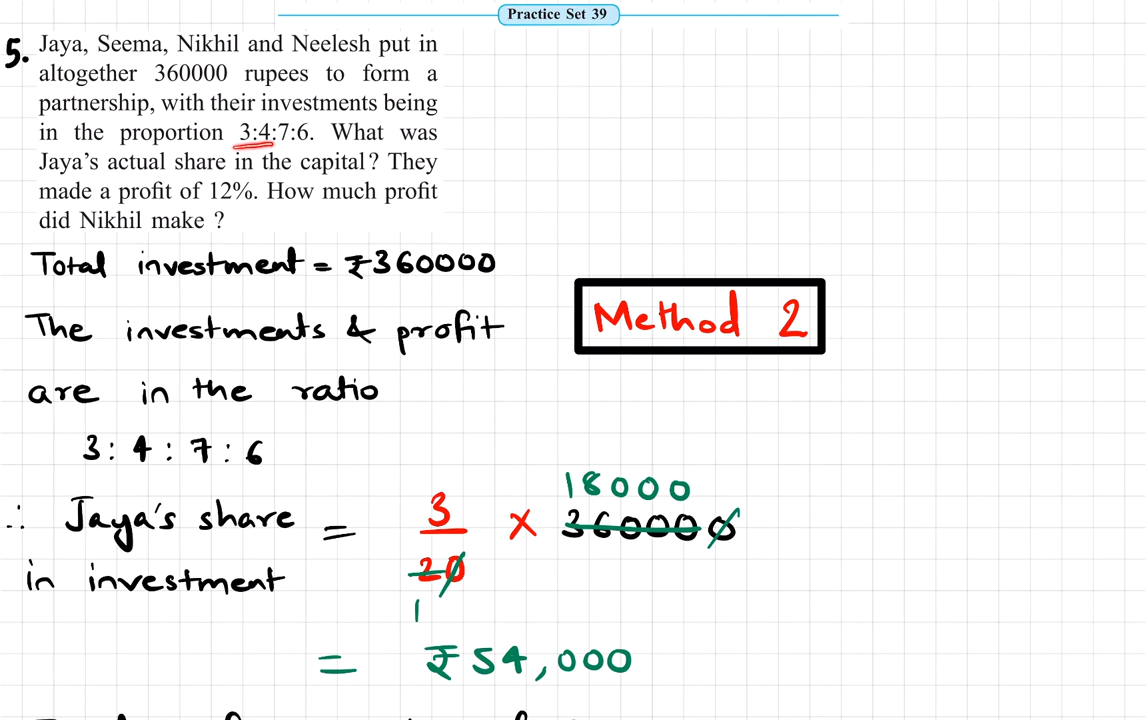 Practice Set 39
5. Jaya, Seema, Nikhil and Neelesh put in
altogether 360000 rupees to form a
partnership, with their investments being
in the proportion 3:4:7:6. What was
Jaya’s actual share in the capital? They
made a profit of 12%. How much profit
did Nikhil make ?
Total investment = ₹360000
The investments & profit
Method 2
are in the ratio
3 : 4 : 7 : 6
18000
∴ Jaya's share = 3/20 × 360000
in investment
1
= ₹54,000